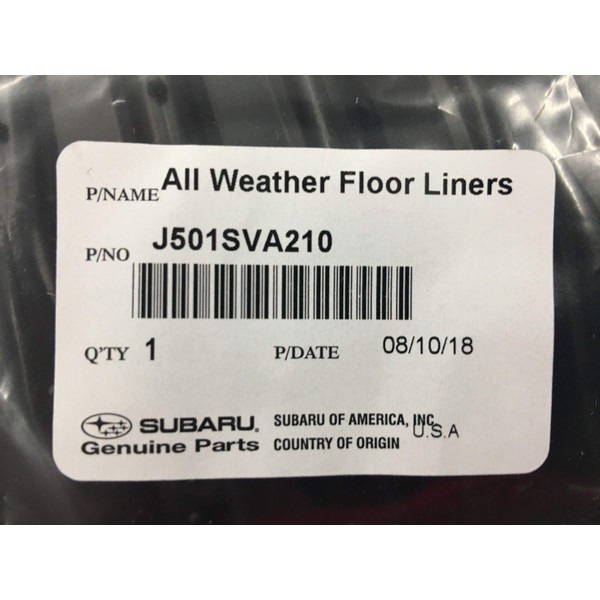 P/NAME All Weather Floor Liners
P/NO J501SVA210
Q'TY 1 P/DATE 08/10/18
SUBARU. SUBARU OF AMERICA, INC
Genuine Parts COUNTRY OF ORIGIN U.S.A